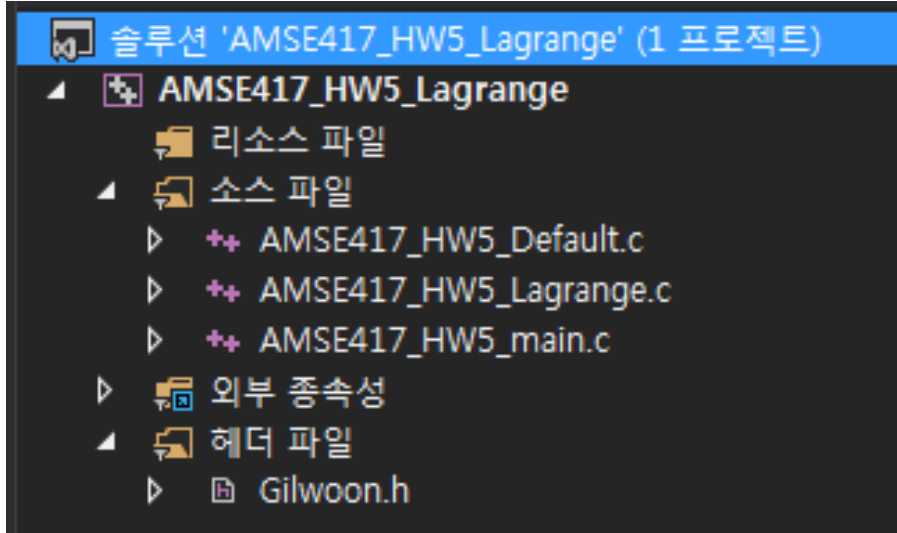 솔루션 'AMSE417_HW5_Lagrange' (1 프로젝트)
AMSE417_HW5_Lagrange
리소스 파일
소스 파일
AMSE417_HW5_Default.c
AMSE417_HW5_Lagrange.c
AMSE417_HW5_main.c
외부 종속성
헤더 파일
Gilwoon.h